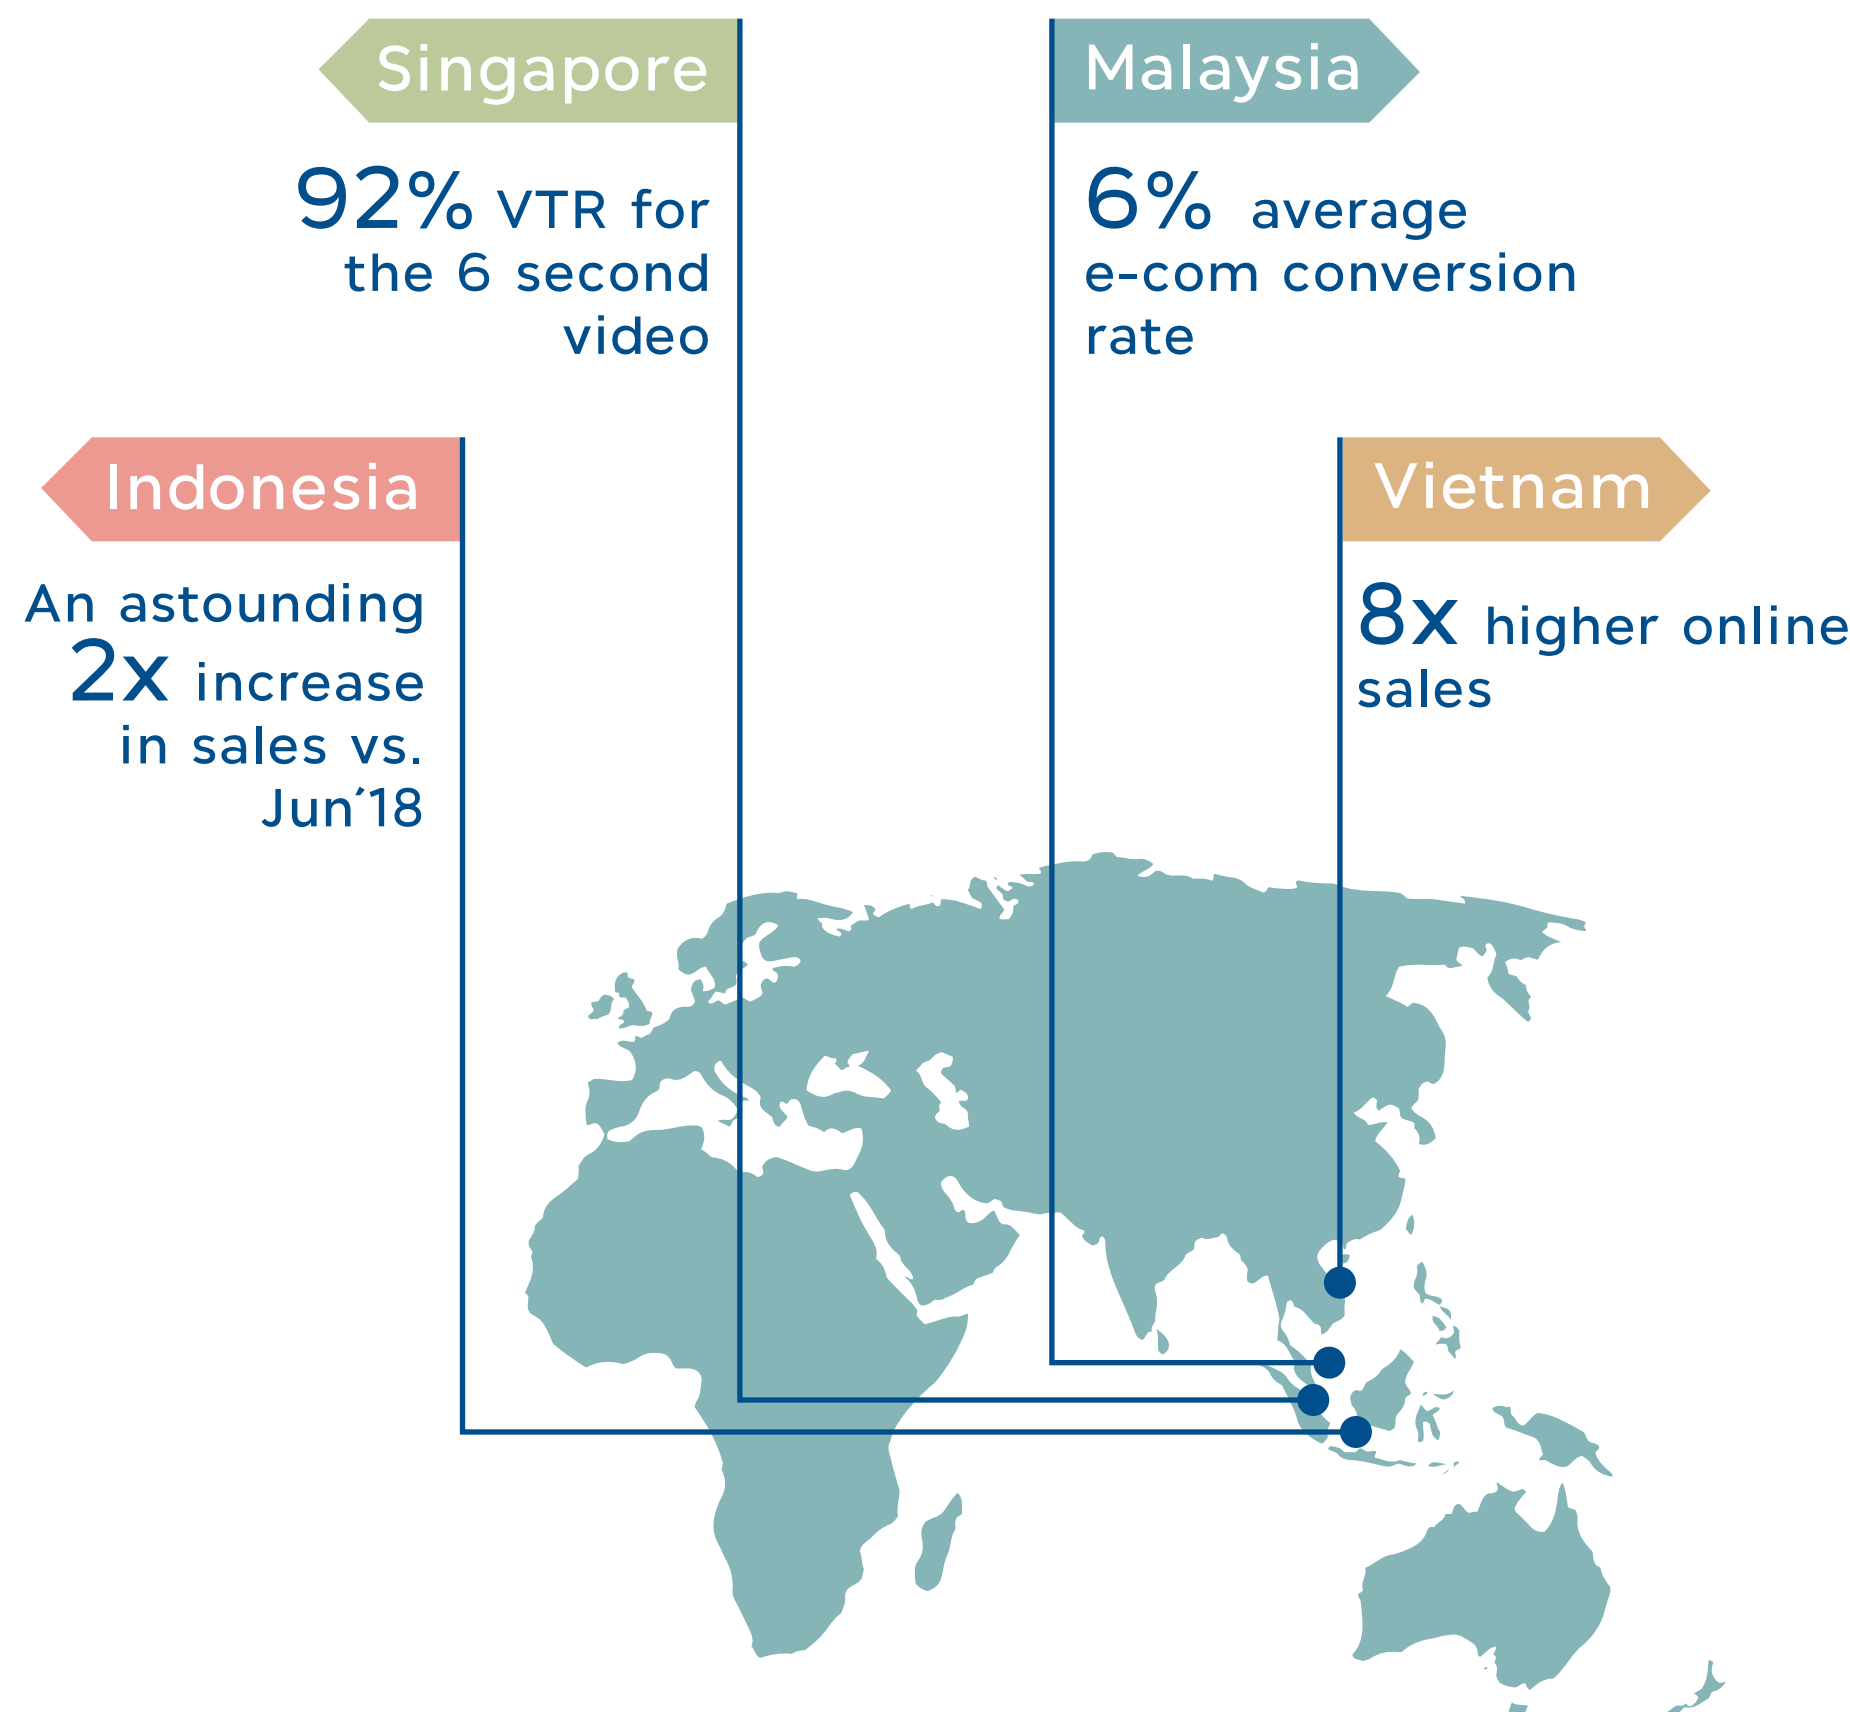 Singapore
92% VTR for
the 6 second
video
Malaysia
6% average
e-com conversion
rate
Indonesia
An astounding
2x increase
in sales vs.
Jun´18
Vietnam
8x higher online
sales